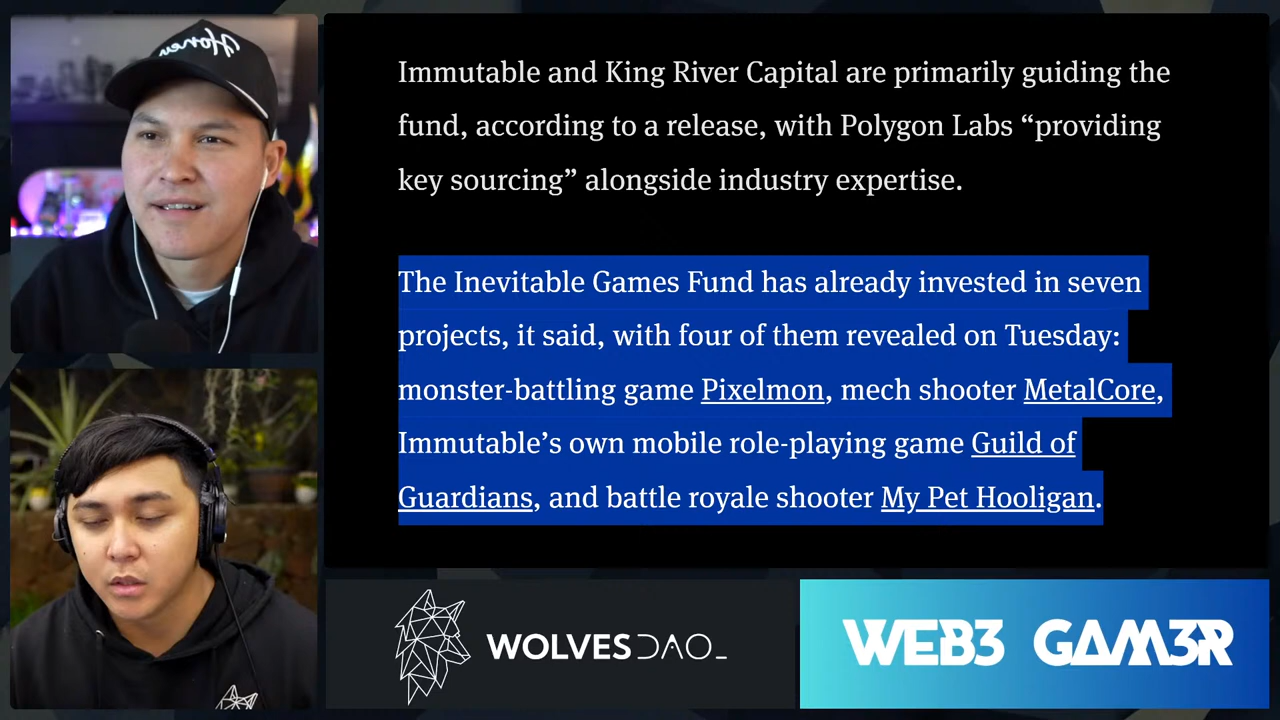 Honey
Immutable and King River Capital are primarily guiding the
fund, according to a release, with Polygon Labs “providing
key sourcing” alongside industry expertise.
The Inevitable Games Fund has already invested in seven
projects, it said, with four of them revealed on Tuesday:
monster-battling game Pixelmon, mech shooter MetalCore,
Immutable’s own mobile role-playing game Guild of
Guardians, and battle royale shooter My Pet Hooligan.
WOLVESDAO_
WEB3 GAM3R